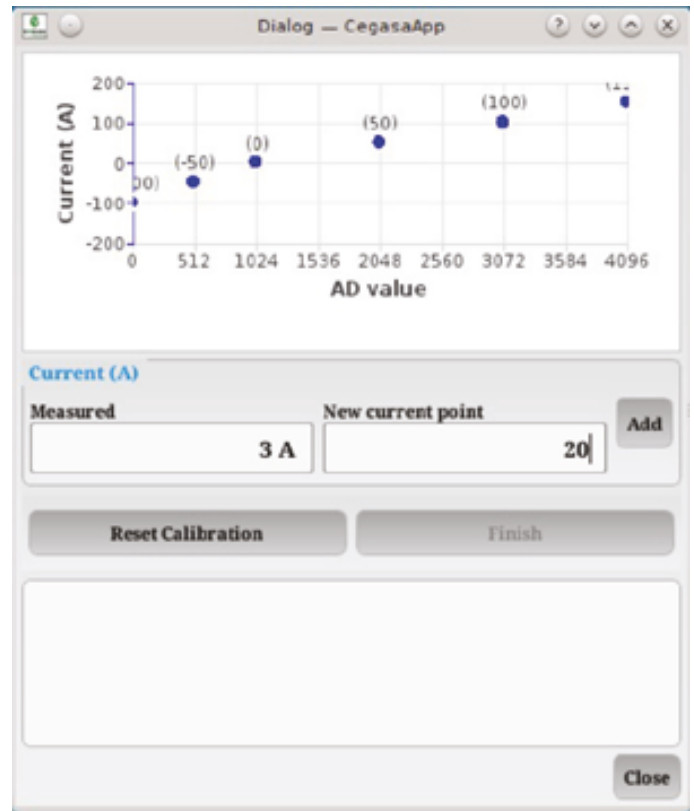 Dialog — CegasaApp
200
100
0
-100
-200
Current (A)
(-50)
(0)
(50)
(100)
0 512 1024 1536 2048 2560 3072 3584 4096
AD value
Current (A)
Measured New current point
3 A 20 Add
Reset Calibration Finish
Close